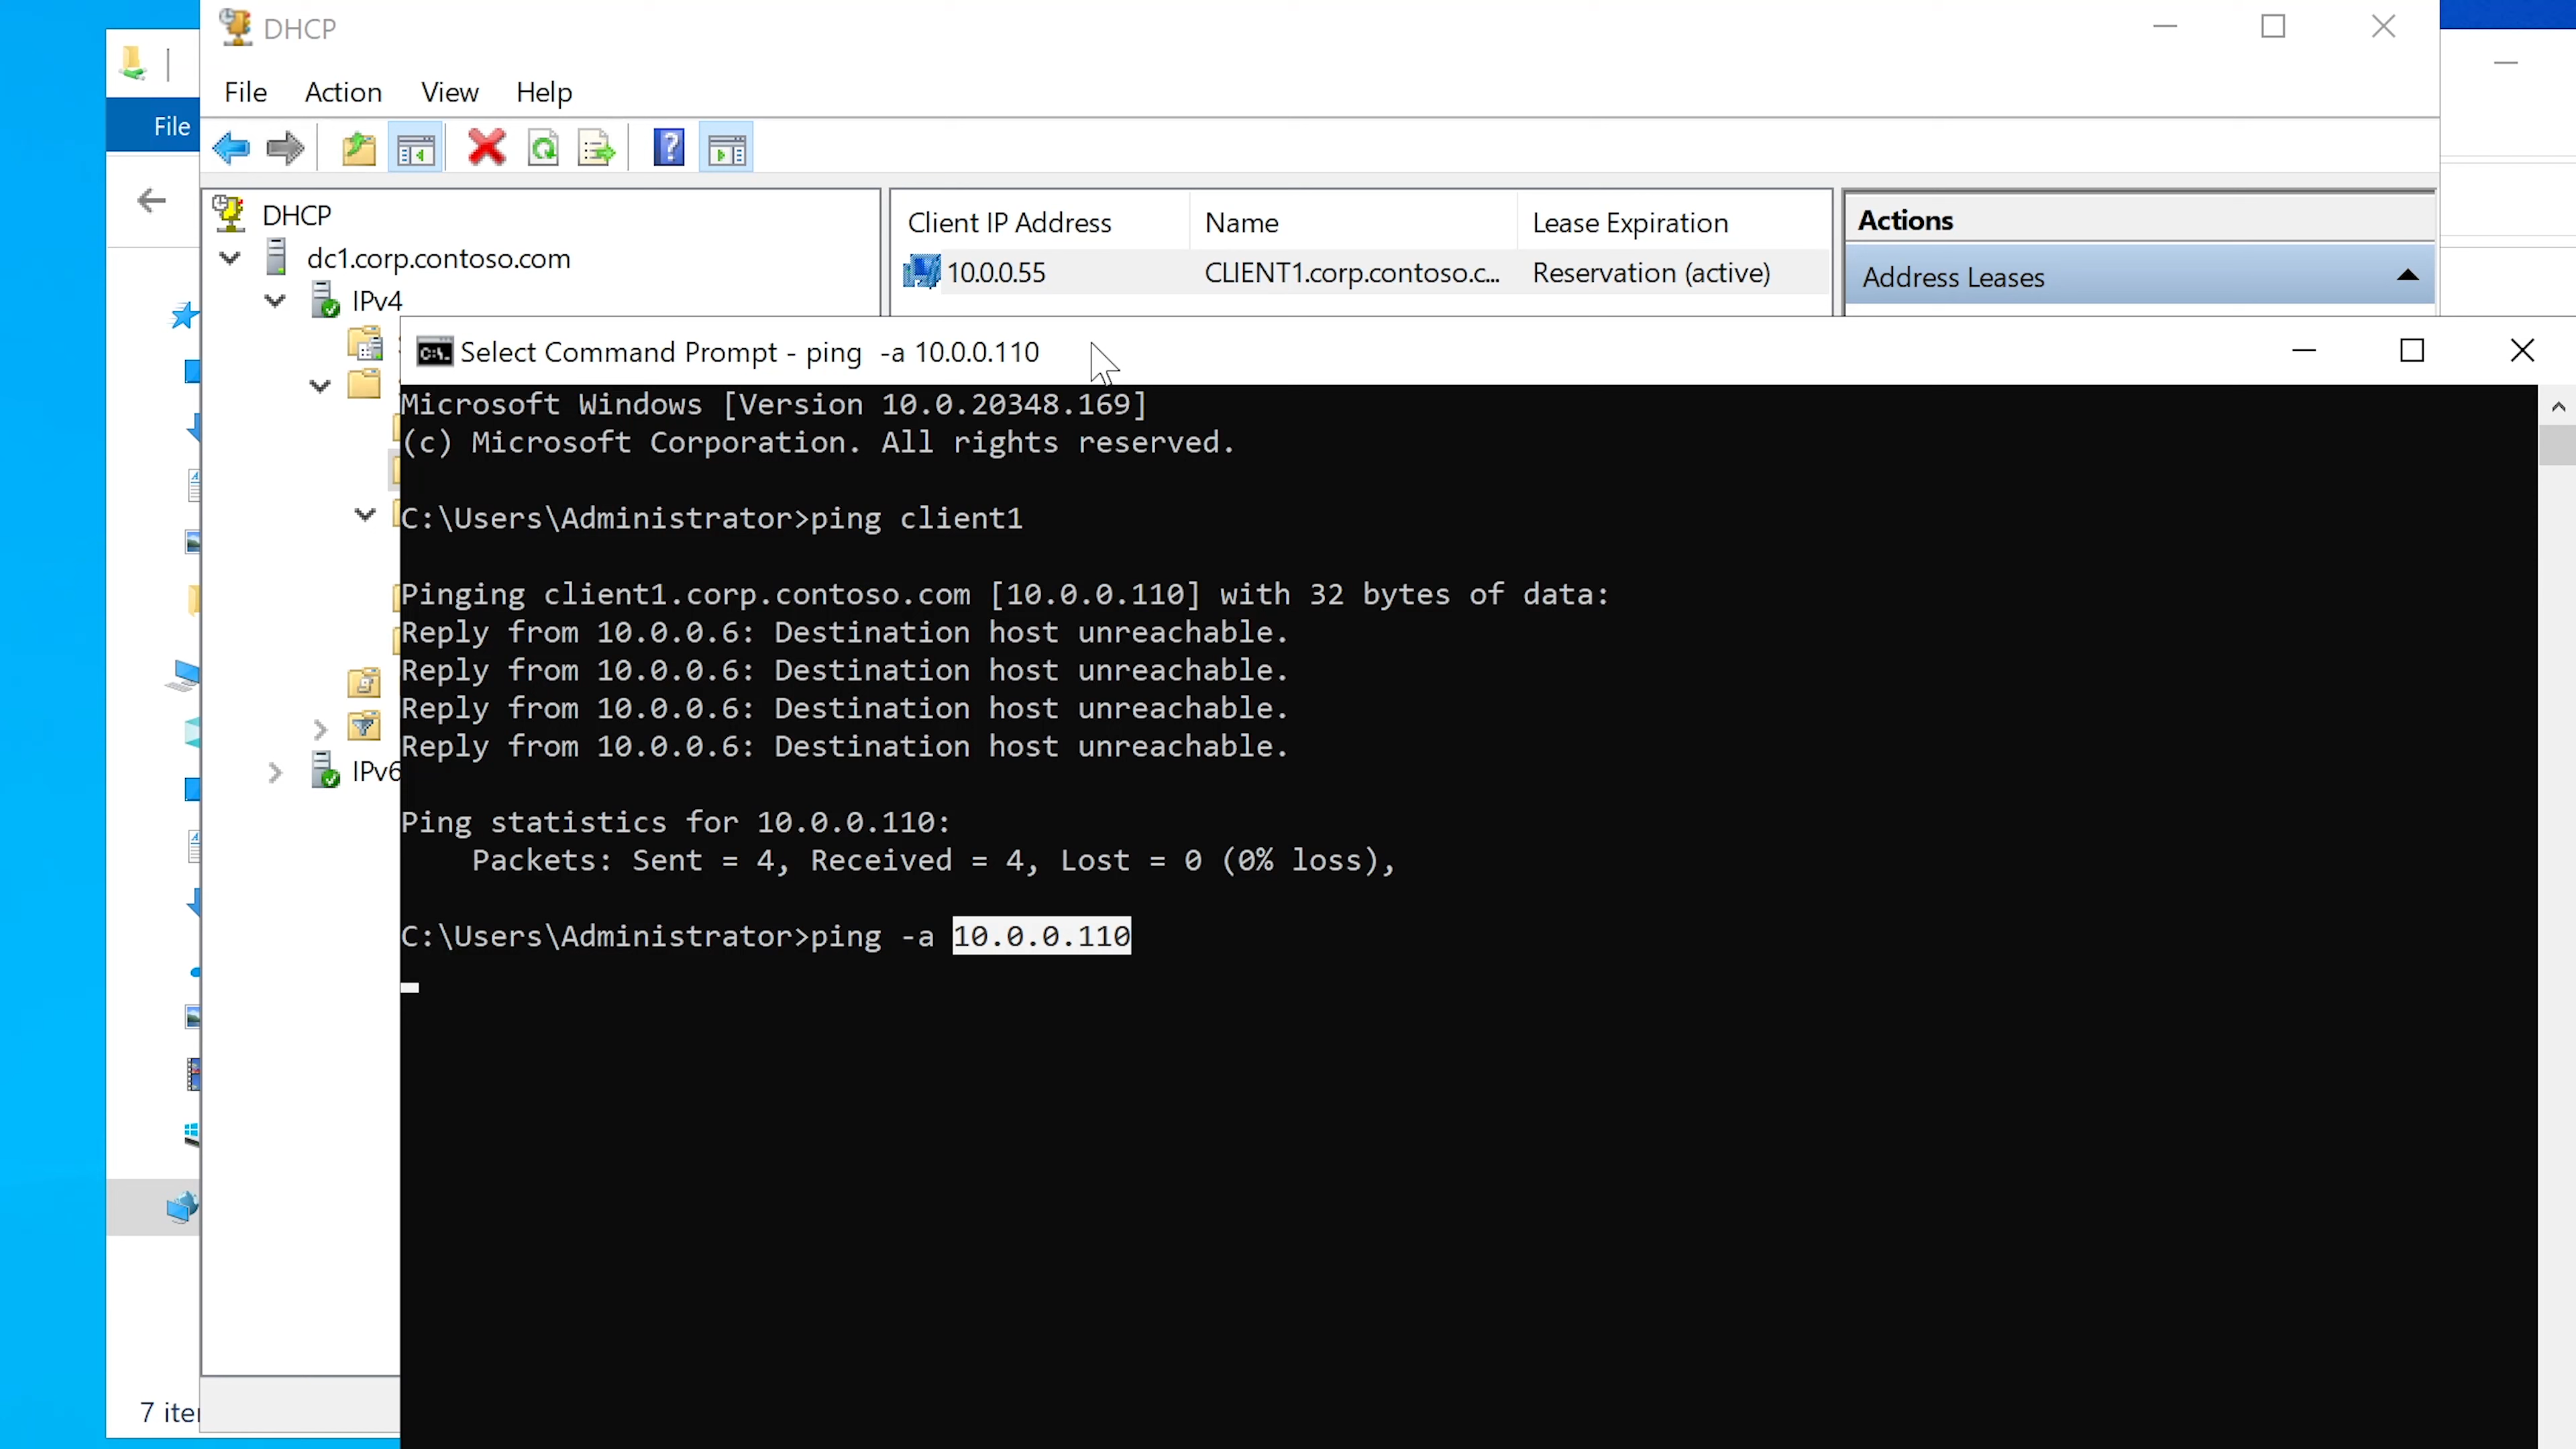 DHCP
File Action View Help
File
DHCP
dc1.corp.contoso.com
IPv4
IPv6
Client IP Address Name Lease Expiration
10.0.0.55 CLIENT1.corp.contoso.c... Reservation (active)
Actions
Address Leases
Select Command Prompt - ping -a 10.0.0.110
Microsoft Windows [Version 10.0.20348.169]
(c) Microsoft Corporation. All rights reserved.
C:\Users\Administrator>ping client1
Pinging client1.corp.contoso.com [10.0.0.110] with 32 bytes of data:
Reply from 10.0.0.6: Destination host unreachable.
Reply from 10.0.0.6: Destination host unreachable.
Reply from 10.0.0.6: Destination host unreachable.
Reply from 10.0.0.6: Destination host unreachable.
Ping statistics for 10.0.0.110:
Packets: Sent = 4, Received = 4, Lost = 0 (0% loss),
C:\Users\Administrator>ping -a 10.0.0.110
7